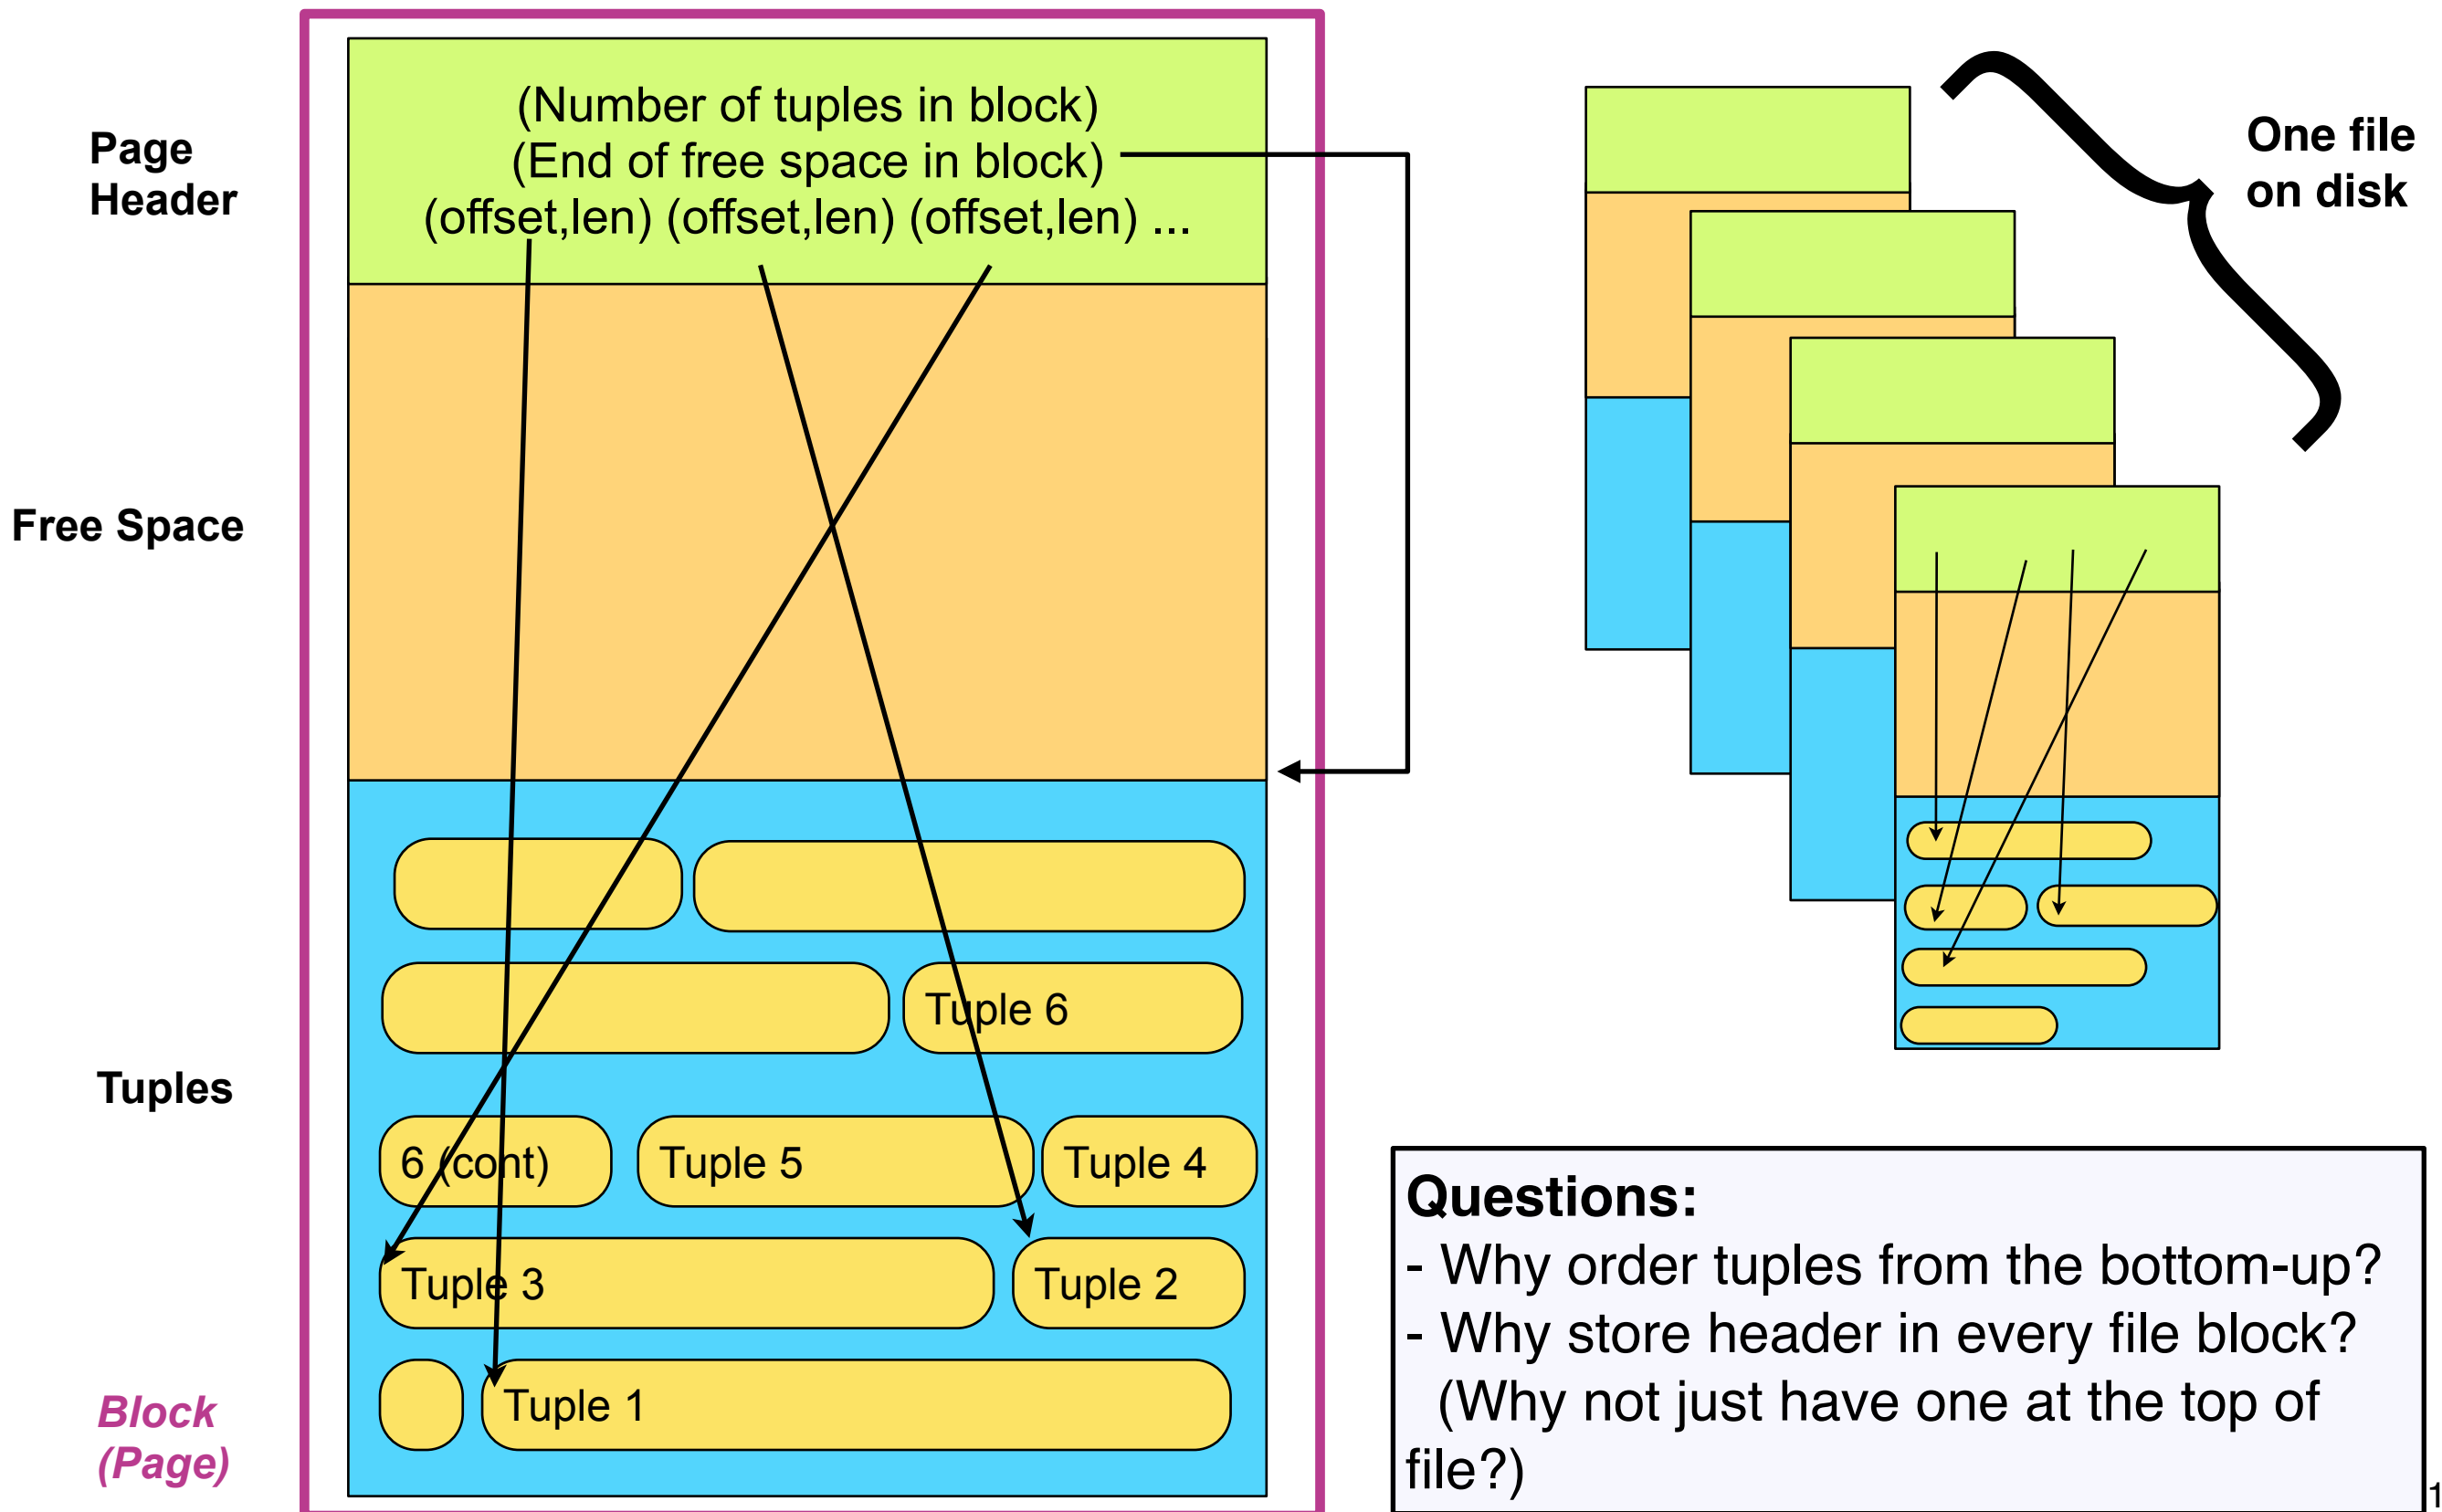 Page
Header
(Number of tuples in block)
(End of free space in block)
(offset,len) (offset,len) (offset,len) ...
One file
on disk
Free Space
Tuples
Tuple 6
6 (cont)
Tuple 5
Tuple 4
Tuple 3
Tuple 2
Tuple 1
Block
(Page)
Questions:
- Why order tuples from the bottom-up?
- Why store header in every file block?
(Why not just have one at the top of
file?)
1